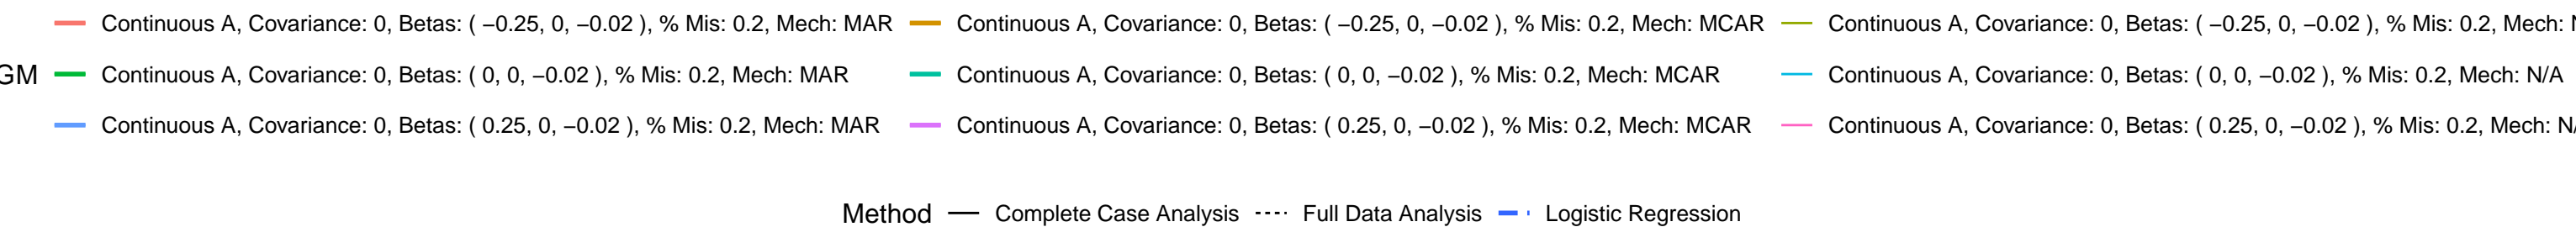 Continuous A, Covariance: 0, Betas: ( −0.25, 0, −0.02 ), % Mis: 0.2, Mech: MAR Continuous A, Covariance: 0, Betas: ( −0.25, 0, −0.02 ), % Mis: 0.2, Mech: MCAR Continuous A, Covariance: 0, Betas: ( −0.25, 0, −0.02 ), % Mis: 0.2, Mech:
GM Continuous A, Covariance: 0, Betas: ( 0, 0, −0.02 ), % Mis: 0.2, Mech: MAR Continuous A, Covariance: 0, Betas: ( 0, 0, −0.02 ), % Mis: 0.2, Mech: MCAR Continuous A, Covariance: 0, Betas: ( 0, 0, −0.02 ), % Mis: 0.2, Mech: N/A
Continuous A, Covariance: 0, Betas: ( 0.25, 0, −0.02 ), % Mis: 0.2, Mech: MAR Continuous A, Covariance: 0, Betas: ( 0.25, 0, −0.02 ), % Mis: 0.2, Mech: MCAR Continuous A, Covariance: 0, Betas: ( 0.25, 0, −0.02 ), % Mis: 0.2, Mech: N/
Method Complete Case Analysis Full Data Analysis Logistic Regression